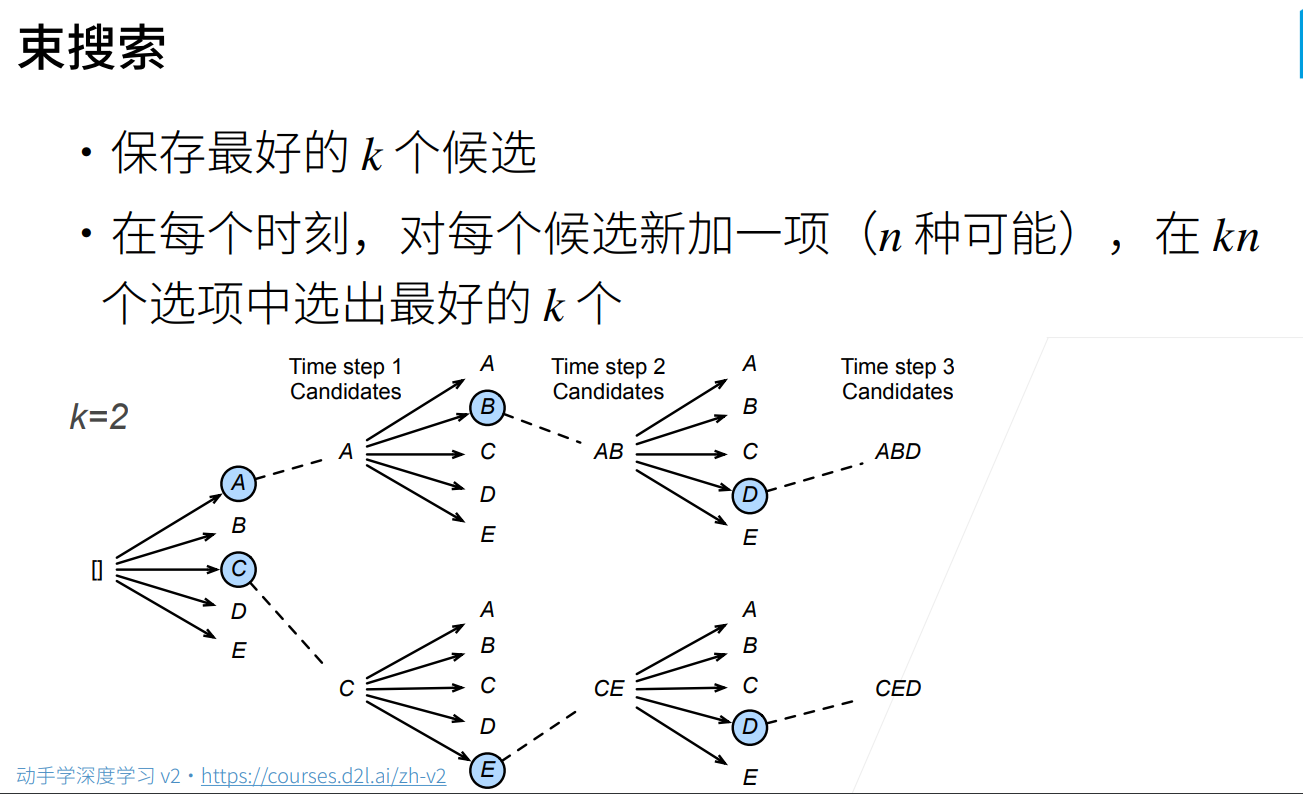 束搜索
• 保存最好的 k 个候选
• 在每个时刻，对每个候选新加一项（n 种可能），在 kn
个选项中选出最好的 k 个
k=2
Time step 1
Candidates
Time step 2
Candidates
Time step 3
Candidates
[]
A
B
C
D
E
A
A
B
C
D
E
AB
A
B
C
D
E
ABD
C
A
B
C
D
E
CE
A
B
C
D
E
CED
动手学深度学习 v2 • https://courses.d2l.ai/zh-v2